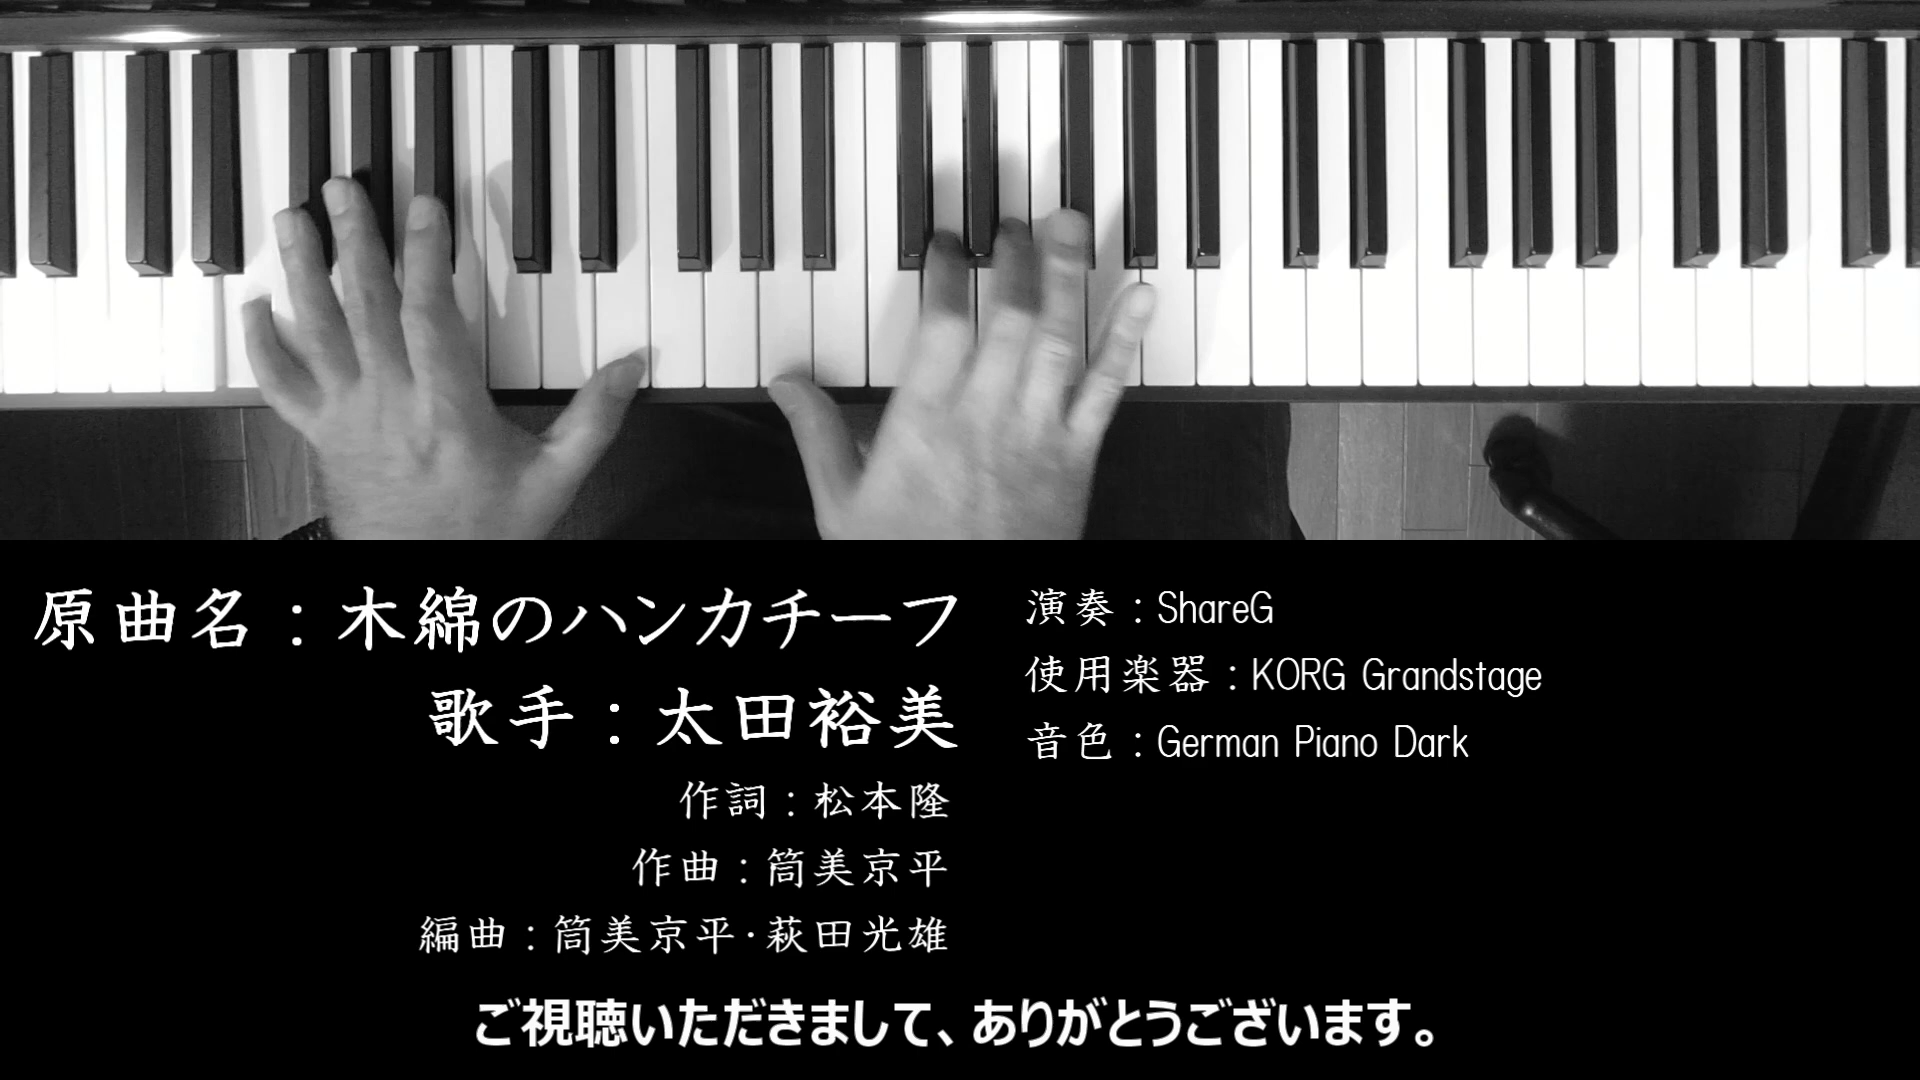 原曲名：木綿のハンカチーフ
歌手：太田裕美
作詞：松本隆
作曲：筒美京平
編曲：筒美京平・萩田光雄
演奏：ShareG
使用楽器：KORG Grandstage
音色：German Piano Dark
ご視聴いただきまして、ありがとうございます。